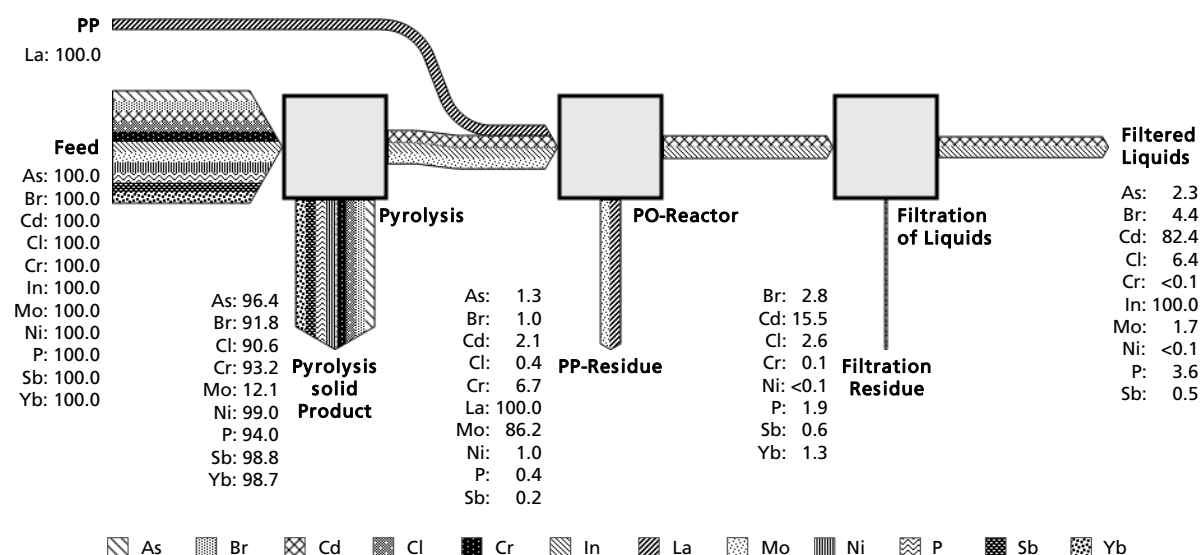 PP
La: 100.0
Feed
As: 100.0
Br: 100.0
Cd: 100.0
Cl: 100.0
Cr: 100.0
In: 100.0
Mo: 100.0
Ni: 100.0
P: 100.0
Sb: 100.0
Yb: 100.0
Pyrolysis
As: 96.4
Br: 91.8
Cl: 90.6
Cr: 93.2
Mo: 12.1
Ni: 99.0
P: 94.0
Sb: 98.8
Yb: 98.7
Pyrolysis
solid
Product
PO-Reactor
As: 1.3
Br: 1.0
Cd: 2.1
Cl: 0.4
Cr: 6.7
La: 100.0
Mo: 86.2
Ni: 1.0
P: 0.4
Sb: 0.2
PP-Residue
Filtration
of Liquids
Br: 2.8
Cd: 15.5
Cl: 2.6
Cr: 0.1
Ni: <0.1
P: 1.9
Sb: 0.6
Yb: 1.3
Filtration
Residue
Filtered
Liquids
As: 2.3
Br: 4.4
Cd: 82.4
Cl: 6.4
Cr: <0.1
In: 100.0
Mo: 1.7
Ni: <0.1
P: 3.6
Sb: 0.5
As Br Cd Cl Cr In La Mo Ni P Sb Yb